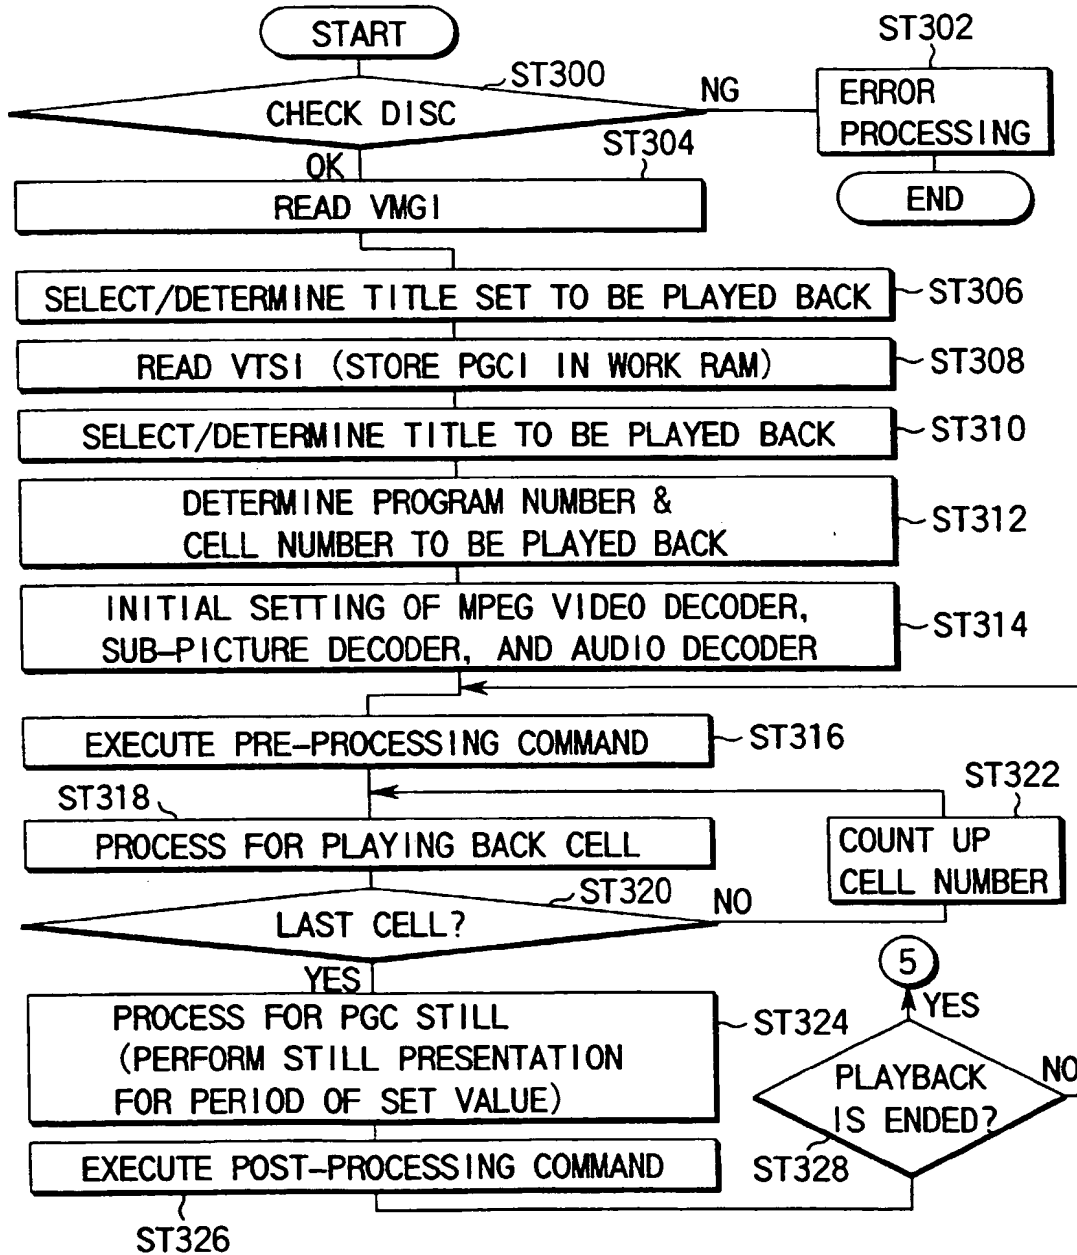 START
ST300
CHECK DISC
NG
ST302
ERROR
PROCESSING
END
OK
ST304
READ VMGI
SELECT/DETERMINE TITLE SET TO BE PLAYED BACK
ST306
READ VTSI (STORE PGCI IN WORK RAM)
ST308
SELECT/DETERMINE TITLE TO BE PLAYED BACK
ST310
DETERMINE PROGRAM NUMBER &
CELL NUMBER TO BE PLAYED BACK
ST312
INITIAL SETTING OF MPEG VIDEO DECODER,
SUB-PICTURE DECODER, AND AUDIO DECODER
ST314
EXECUTE PRE-PROCESSING COMMAND
ST316
ST318
PROCESS FOR PLAYING BACK CELL
ST322
COUNT UP
CELL NUMBER
ST320
LAST CELL?
NO
YES
PROCESS FOR PGC STILL
(PERFORM STILL PRESENTATION
FOR PERIOD OF SET VALUE)
ST324
EXECUTE POST-PROCESSING COMMAND
ST326
5
YES
PLAYBACK
IS ENDED?
NO
ST328